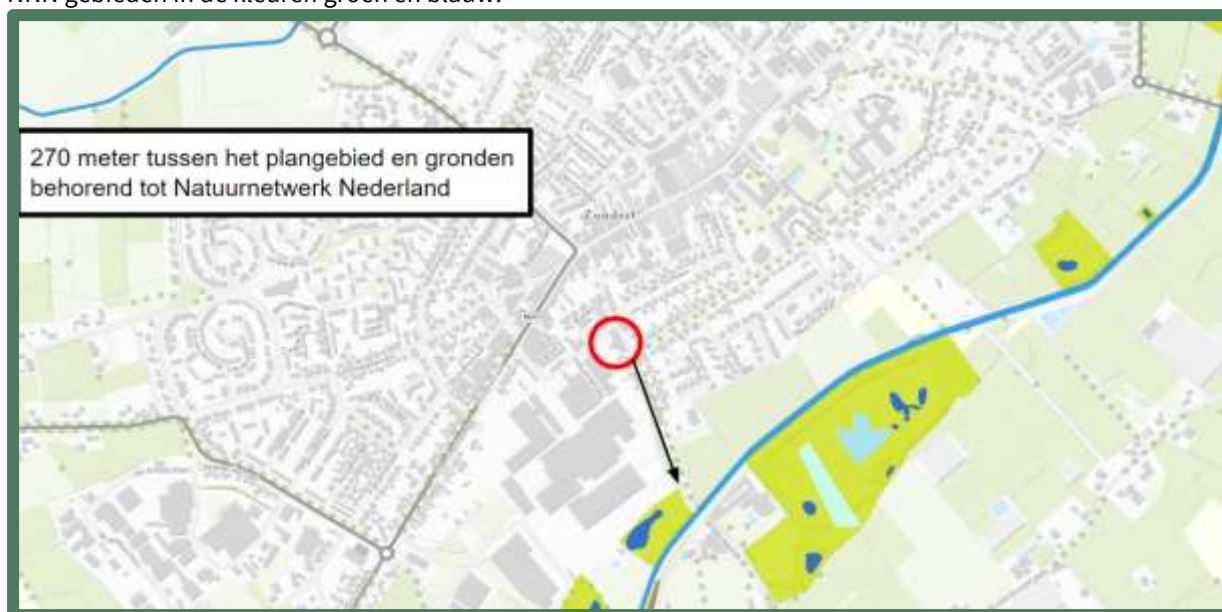 NNN gebieden in de kleuren groen en blauw.
270 meter tussen het plangebied en gronden
behorend tot Natuurnetwerk Nederland
Zundert